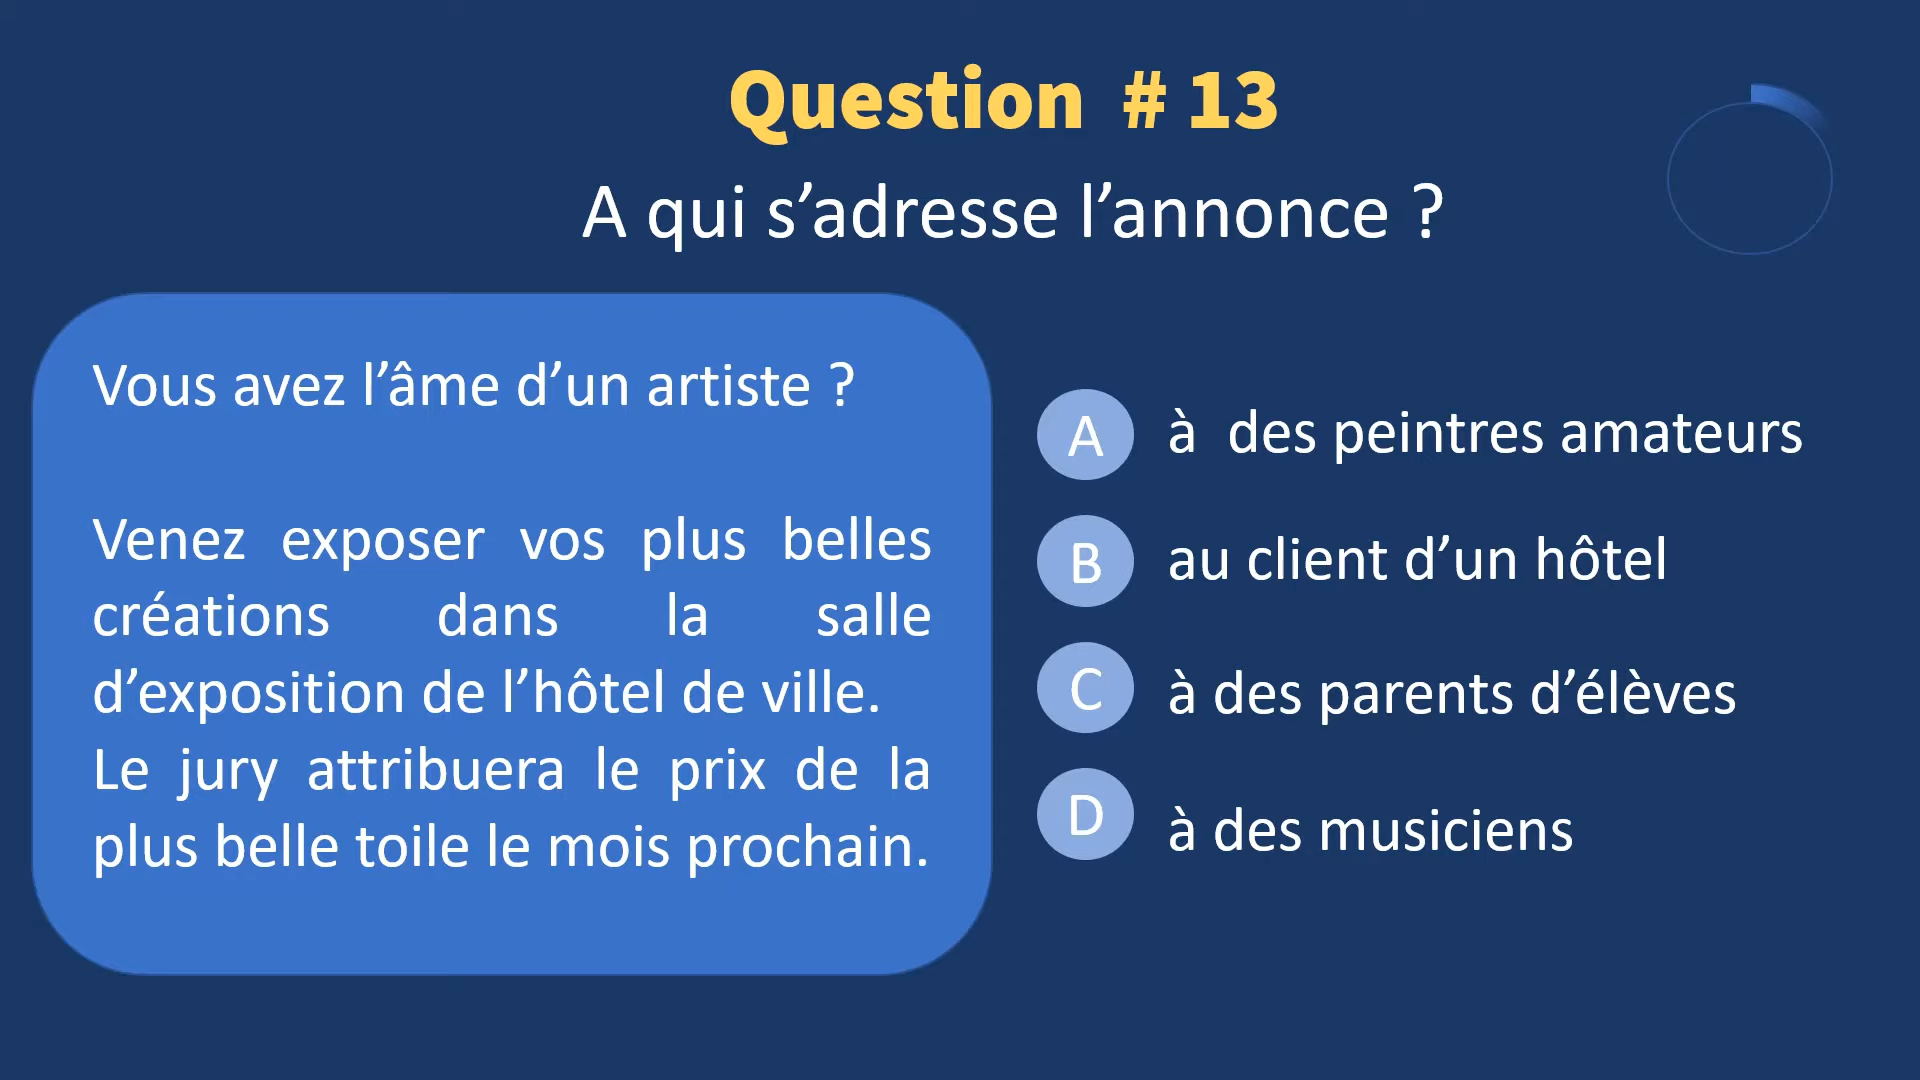 Question # 13
A qui s’adresse l’annonce ?
Vous avez l’âme d’un artiste ?
Venez exposer vos plus belles
créations dans la salle
d’exposition de l’hôtel de ville.
Le jury attribuera le prix de la
plus belle toile le mois prochain.
A à des peintres amateurs
B au client d’un hôtel
C à des parents d’élèves
D à des musiciens